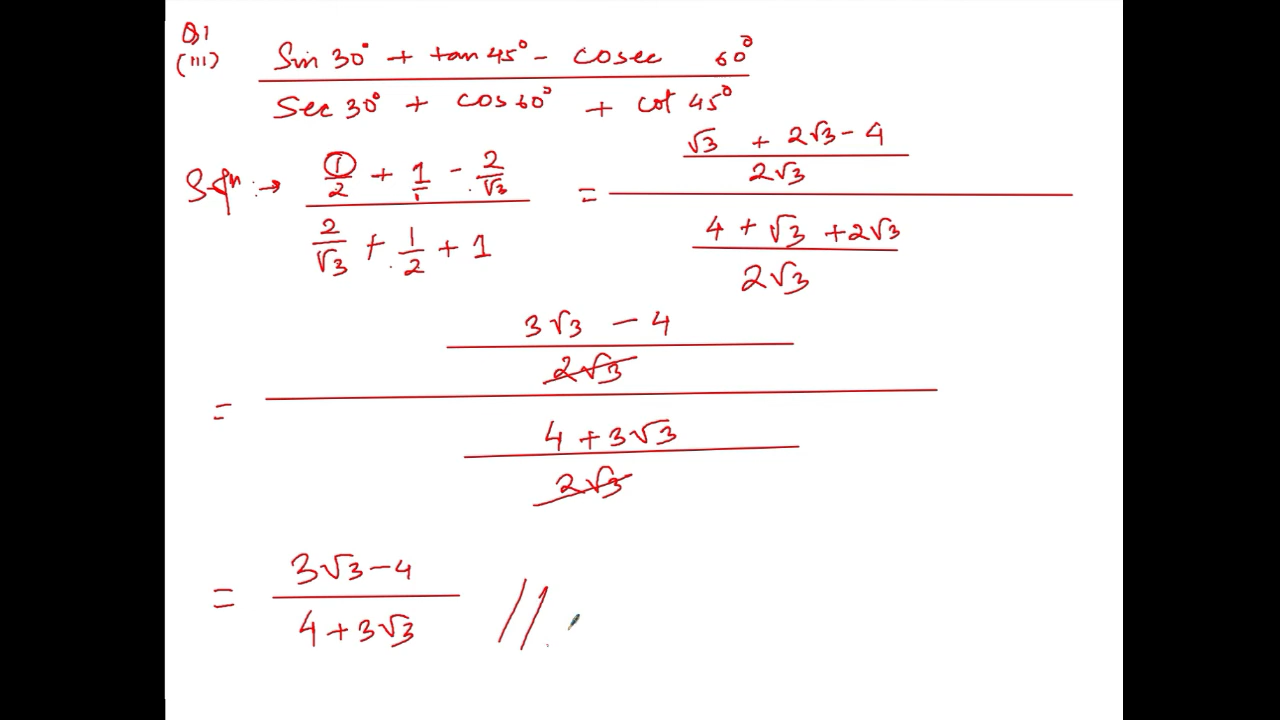 Q1
(iii) (sin 30° + tan 45° - cosec 60°) / (sec 30° + cos 60° + cot 45°)
Solⁿ :→ (1/2 + 1/1 - 2/√3) / (2/√3 + 1/2 + 1) = ((√3 + 2√3 - 4) / 2√3) / ((4 + √3 + 2√3) / 2√3)
= ((3√3 - 4) / 2√3) / ((4 + 3√3) / 2√3)
= (3√3 - 4) / (4 + 3√3) //